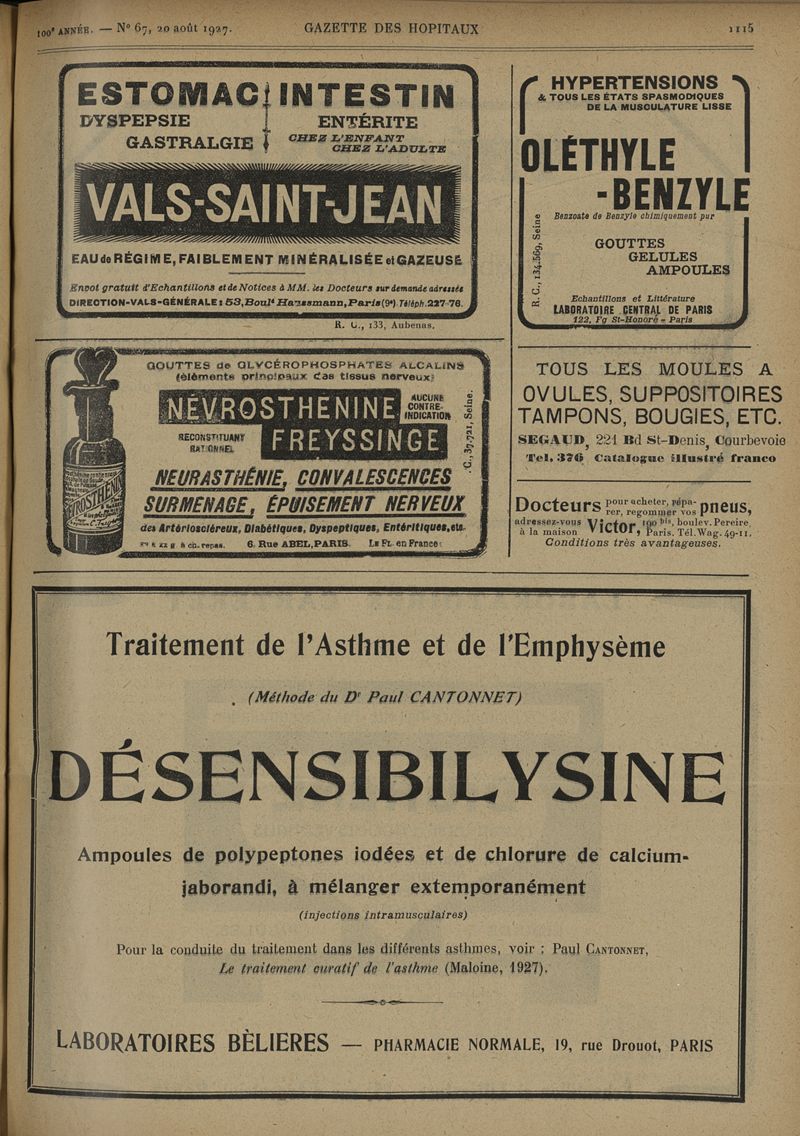 100e ANNÉE. — N° 67, 20 août 1927.
GAZETTE DES HOPITAUX
1115
ESTOMAC INTESTIN
DYSPEPSIE
GASTRALGIE
ENTÉRITE
CHEZ L'ENFANT
CHEZ L'ADULTE
VALS-SAINT-JEAN
EAU de RÉGIME, FAIBLEMENT MINÉRALISÉE et GAZEUSE
Envoi gratuit d'Echantillons et de Notices à MM. les Docteurs sur demande adressée
DIRECTION-VALS-GÉNÉRALE: 53, Boult Haussmann, Paris (9e). Téléph. 227-76.
R. C., 133, Aubenas.
GOUTTES de GLYCÉROPHOSPHATES ALCALINS
(éléments principaux des tissus nerveux)
NÉVROSTHÉNINE
AUCUNE
CONTRE-
INDICATION
RECONSTITUANT
RATIONNEL
FREYSSINGE
.C., 37.721, Seine.
NEURASTHÉNIE, CONVALESCENCES
SURMENAGE, ÉPUISEMENT NERVEUX
des Artérioscléreux, Diabétiques, Dyspeptiques, Entéritiques, etc.
à ch. repas. 6, Rue ABEL, PARIS. Le FL. en France:
HYPERTENSIONS
& TOUS LES ÉTATS SPASMODIQUES
DE LA MUSCULATURE LISSE
OLÉTHYLE
-BENZYLE
Benzoate de Benzyle chimiquement pur
R. C., 134.569, Seine
GOUTTES
GELULES
AMPOULES
Echantillons et Littérature
LABORATOIRE CENTRAL DE PARIS
122, Fg St-Honoré = Paris
TOUS LES MOULES A
OVULES, SUPPOSITOIRES
TAMPONS, BOUGIES, ETC.
SEGAUD, 221 Bd St-Denis, Courbevoie
Tel. 376 Catalogue illustré franco
Docteurs pour acheter, répa-
rer, regommer vos pneus,
adressez-vous
à la maison Victor, 190 bis, boulev. Pereire,
Paris. Tél. Wag. 49-11.
Conditions très avantageuses.
Traitement de l'Asthme et de l'Emphysème
(Méthode du Dr Paul CANTONNET)
DÉSENSIBILYSINE
Ampoules de polypeptones iodées et de chlorure de calcium-
jaborandi, à mélanger extemporanément
(injections intramusculaires)
Pour la conduite du traitement dans les différents asthmes, voir : Paul CANTONNET,
Le traitement curatif de l'asthme (Maloine, 1927).
LABORATOIRES BÈLIERES — PHARMACIE NORMALE, 19, rue Drouot, PARIS